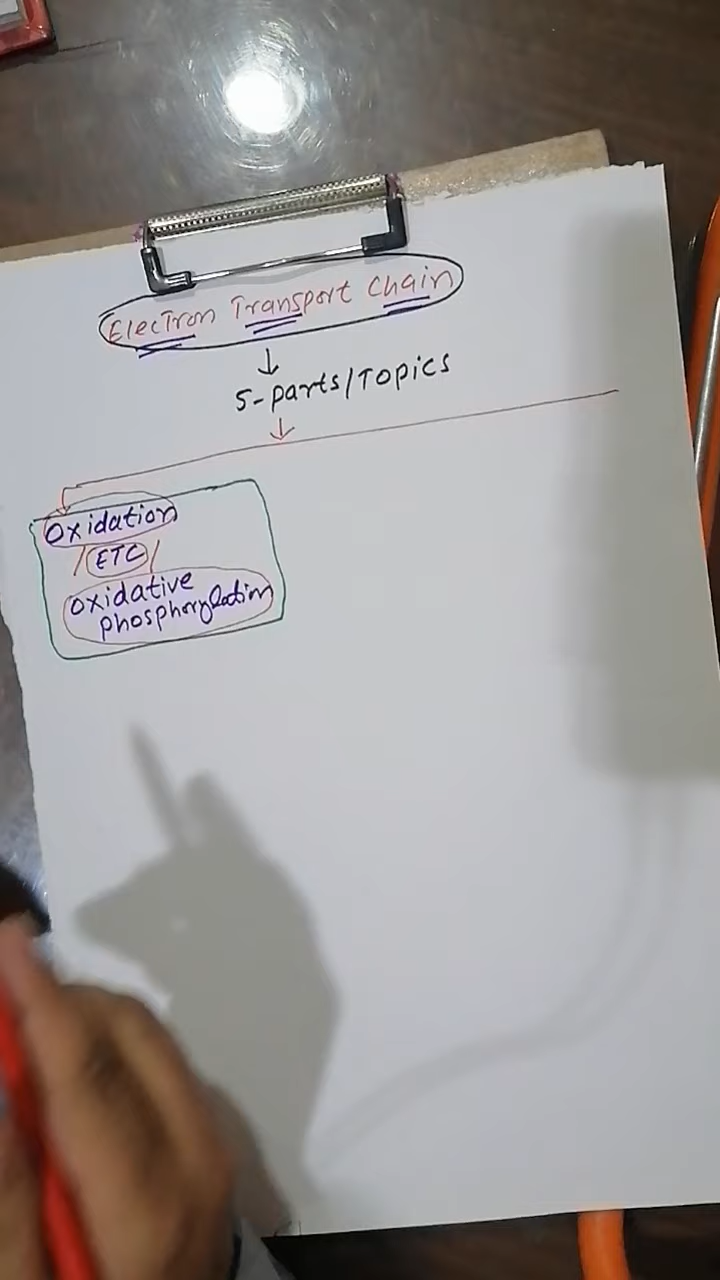 Electron Transport Chain
5-parts/Topics
Oxidation
/ETC/
Oxidative
phosphorylation